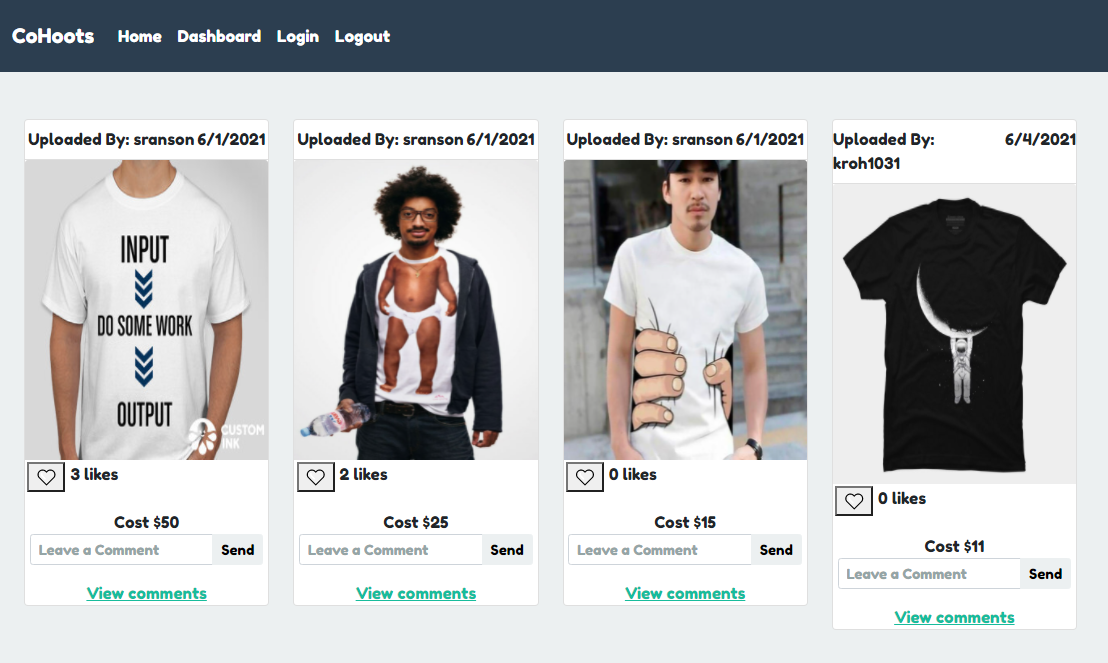 CoHoots Home Dashboard Login Logout
Uploaded By: sranson 6/1/2021
INPUT
DO SOME WORK
OUTPUT
CUSTOM
INK
3 likes
Cost $50
Leave a Comment Send
View comments
Uploaded By: sranson 6/1/2021
2 likes
Cost $25
Leave a Comment Send
View comments
Uploaded By: sranson 6/1/2021
0 likes
Cost $15
Leave a Comment Send
View comments
Uploaded By: 6/4/2021
kroh1031
0 likes
Cost $11
Leave a Comment Send
View comments